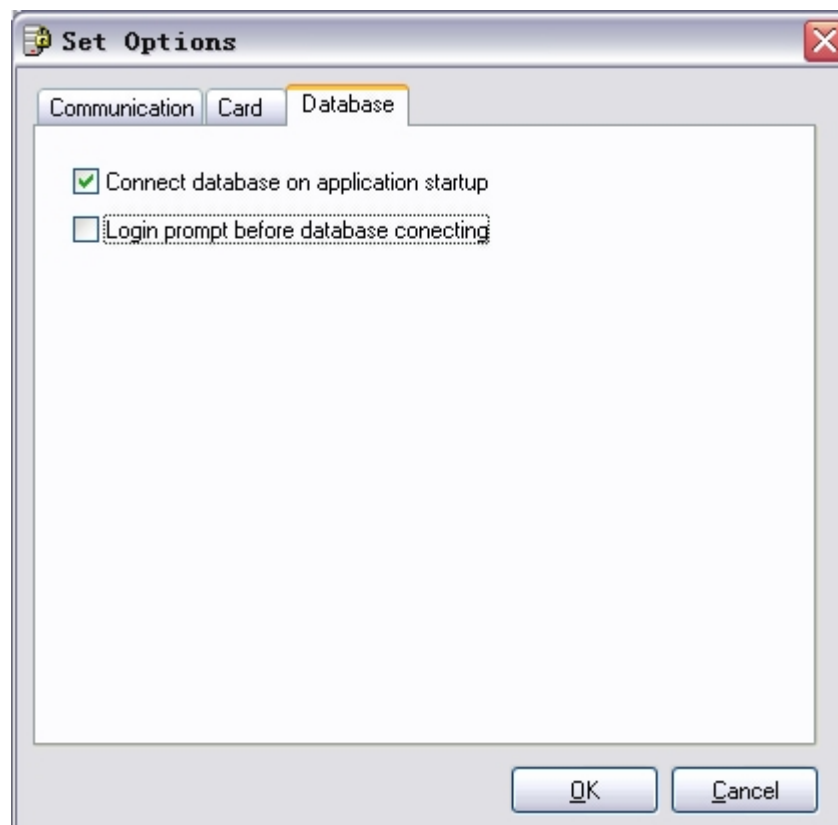 Set Options
Communication Card Database
Connect database on application startup
Login prompt before database conecting
OK Cancel